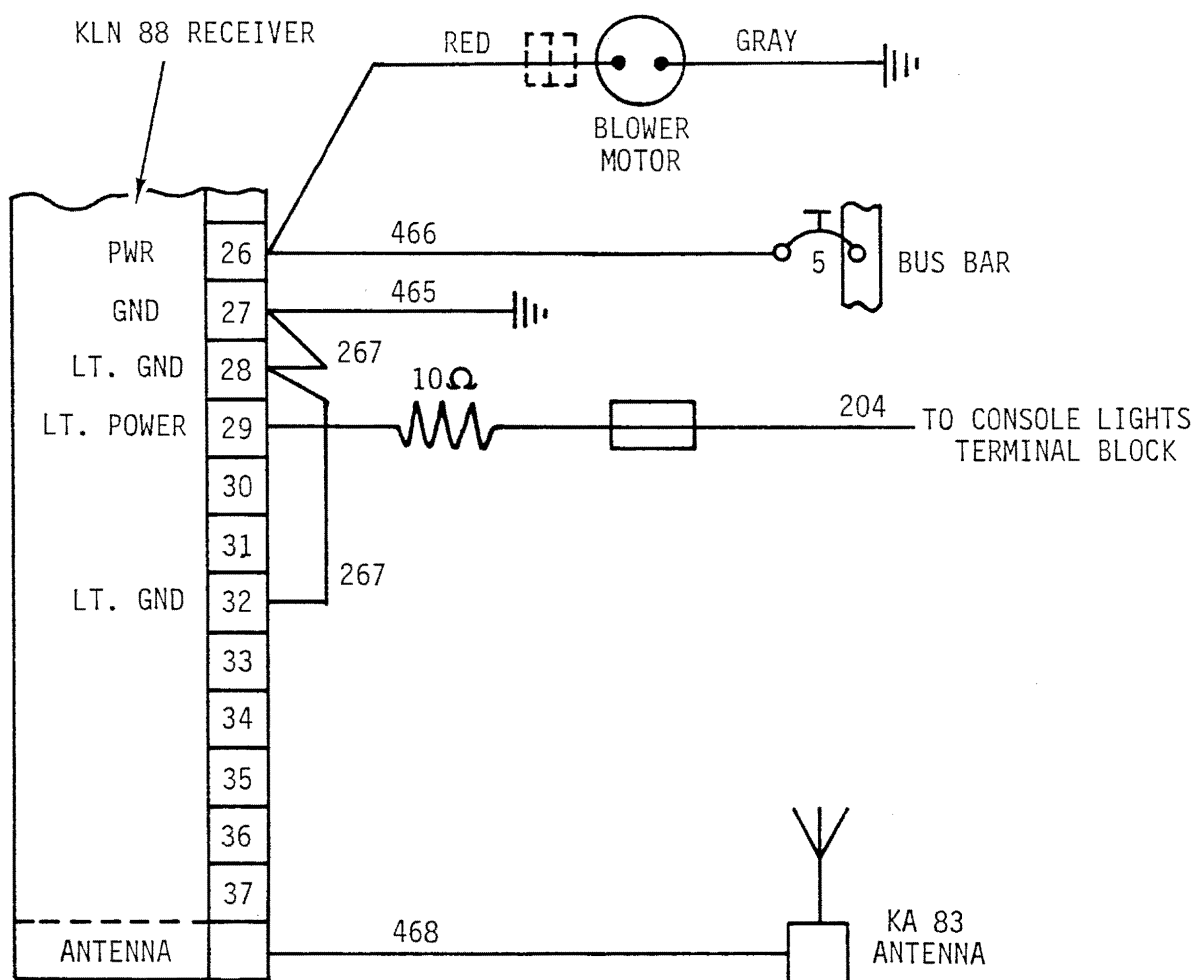 KLN 88 RECEIVER
RED
GRAY
BLOWER
MOTOR
PWR
26
466
5
BUS BAR
GND
27
465
LT. GND
28
267
10Ω
LT. POWER
29
204
TO CONSOLE LIGHTS
TERMINAL BLOCK
30
31
LT. GND
32
267
33
34
35
36
37
ANTENNA
468
KA 83
ANTENNA